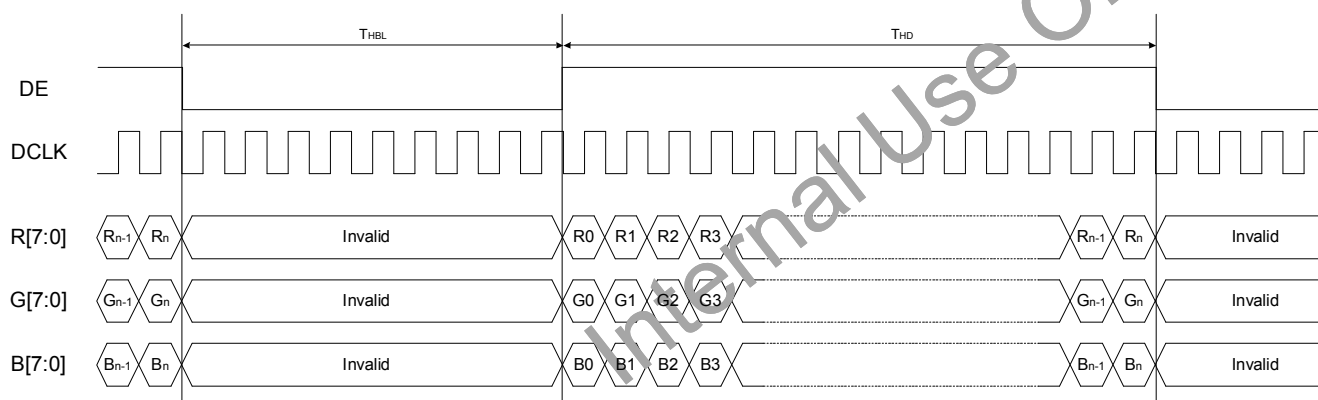 THBL THD
DE
DCLK
R[7:0] Rn-1 Rn Invalid R0 R1 R2 R3 Rn-1 Rn Invalid
G[7:0] Gn-1 Gn Invalid G0 G1 G2 G3 Gn-1 Gn Invalid
B[7:0] Bn-1 Bn Invalid B0 B1 B2 B3 Bn-1 Bn Invalid
Internal Use